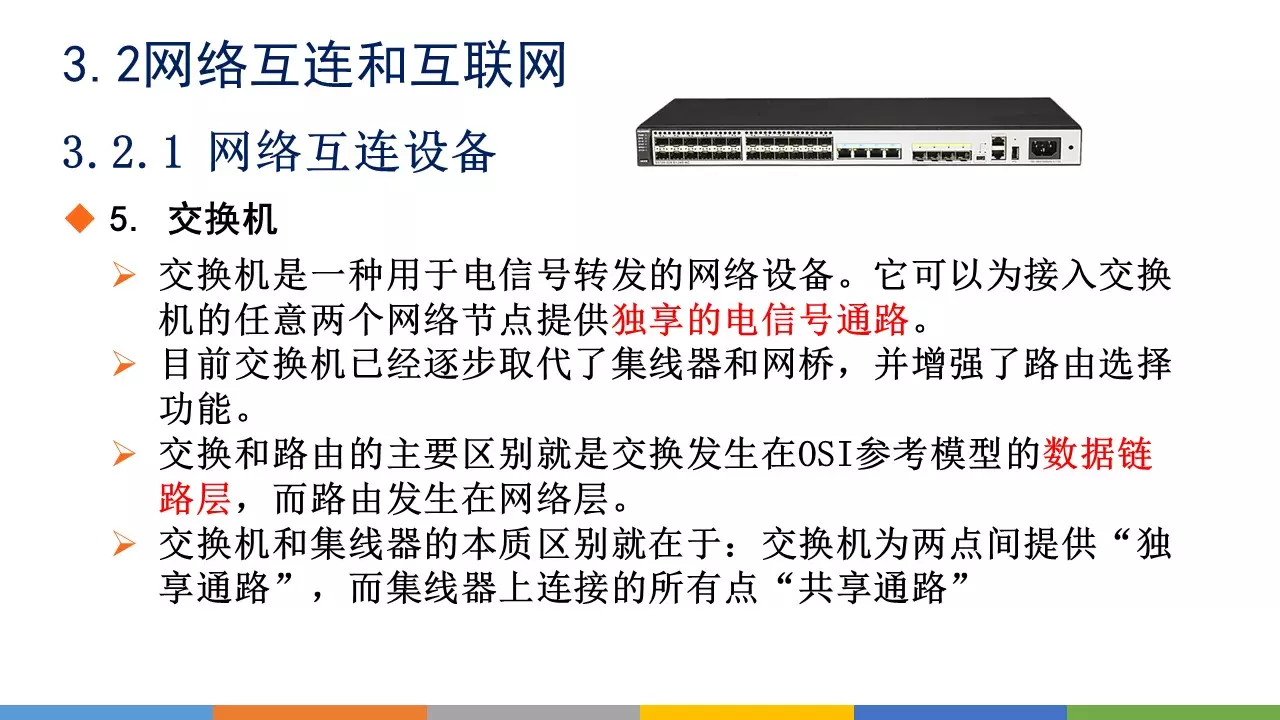 3.2网络互连和互联网
3.2.1 网络互连设备
5. 交换机
交换机是一种用于电信号转发的网络设备。它可以为接入交换
机的任意两个网络节点提供独享的电信号通路。
目前交换机已经逐步取代了集线器和网桥，并增强了路由选择
功能。
交换和路由的主要区别就是交换发生在OSI参考模型的数据链
路层，而路由发生在网络层。
交换机和集线器的本质区别就在于：交换机为两点间提供“独
享通路”，而集线器上连接的所有点“共享通路”